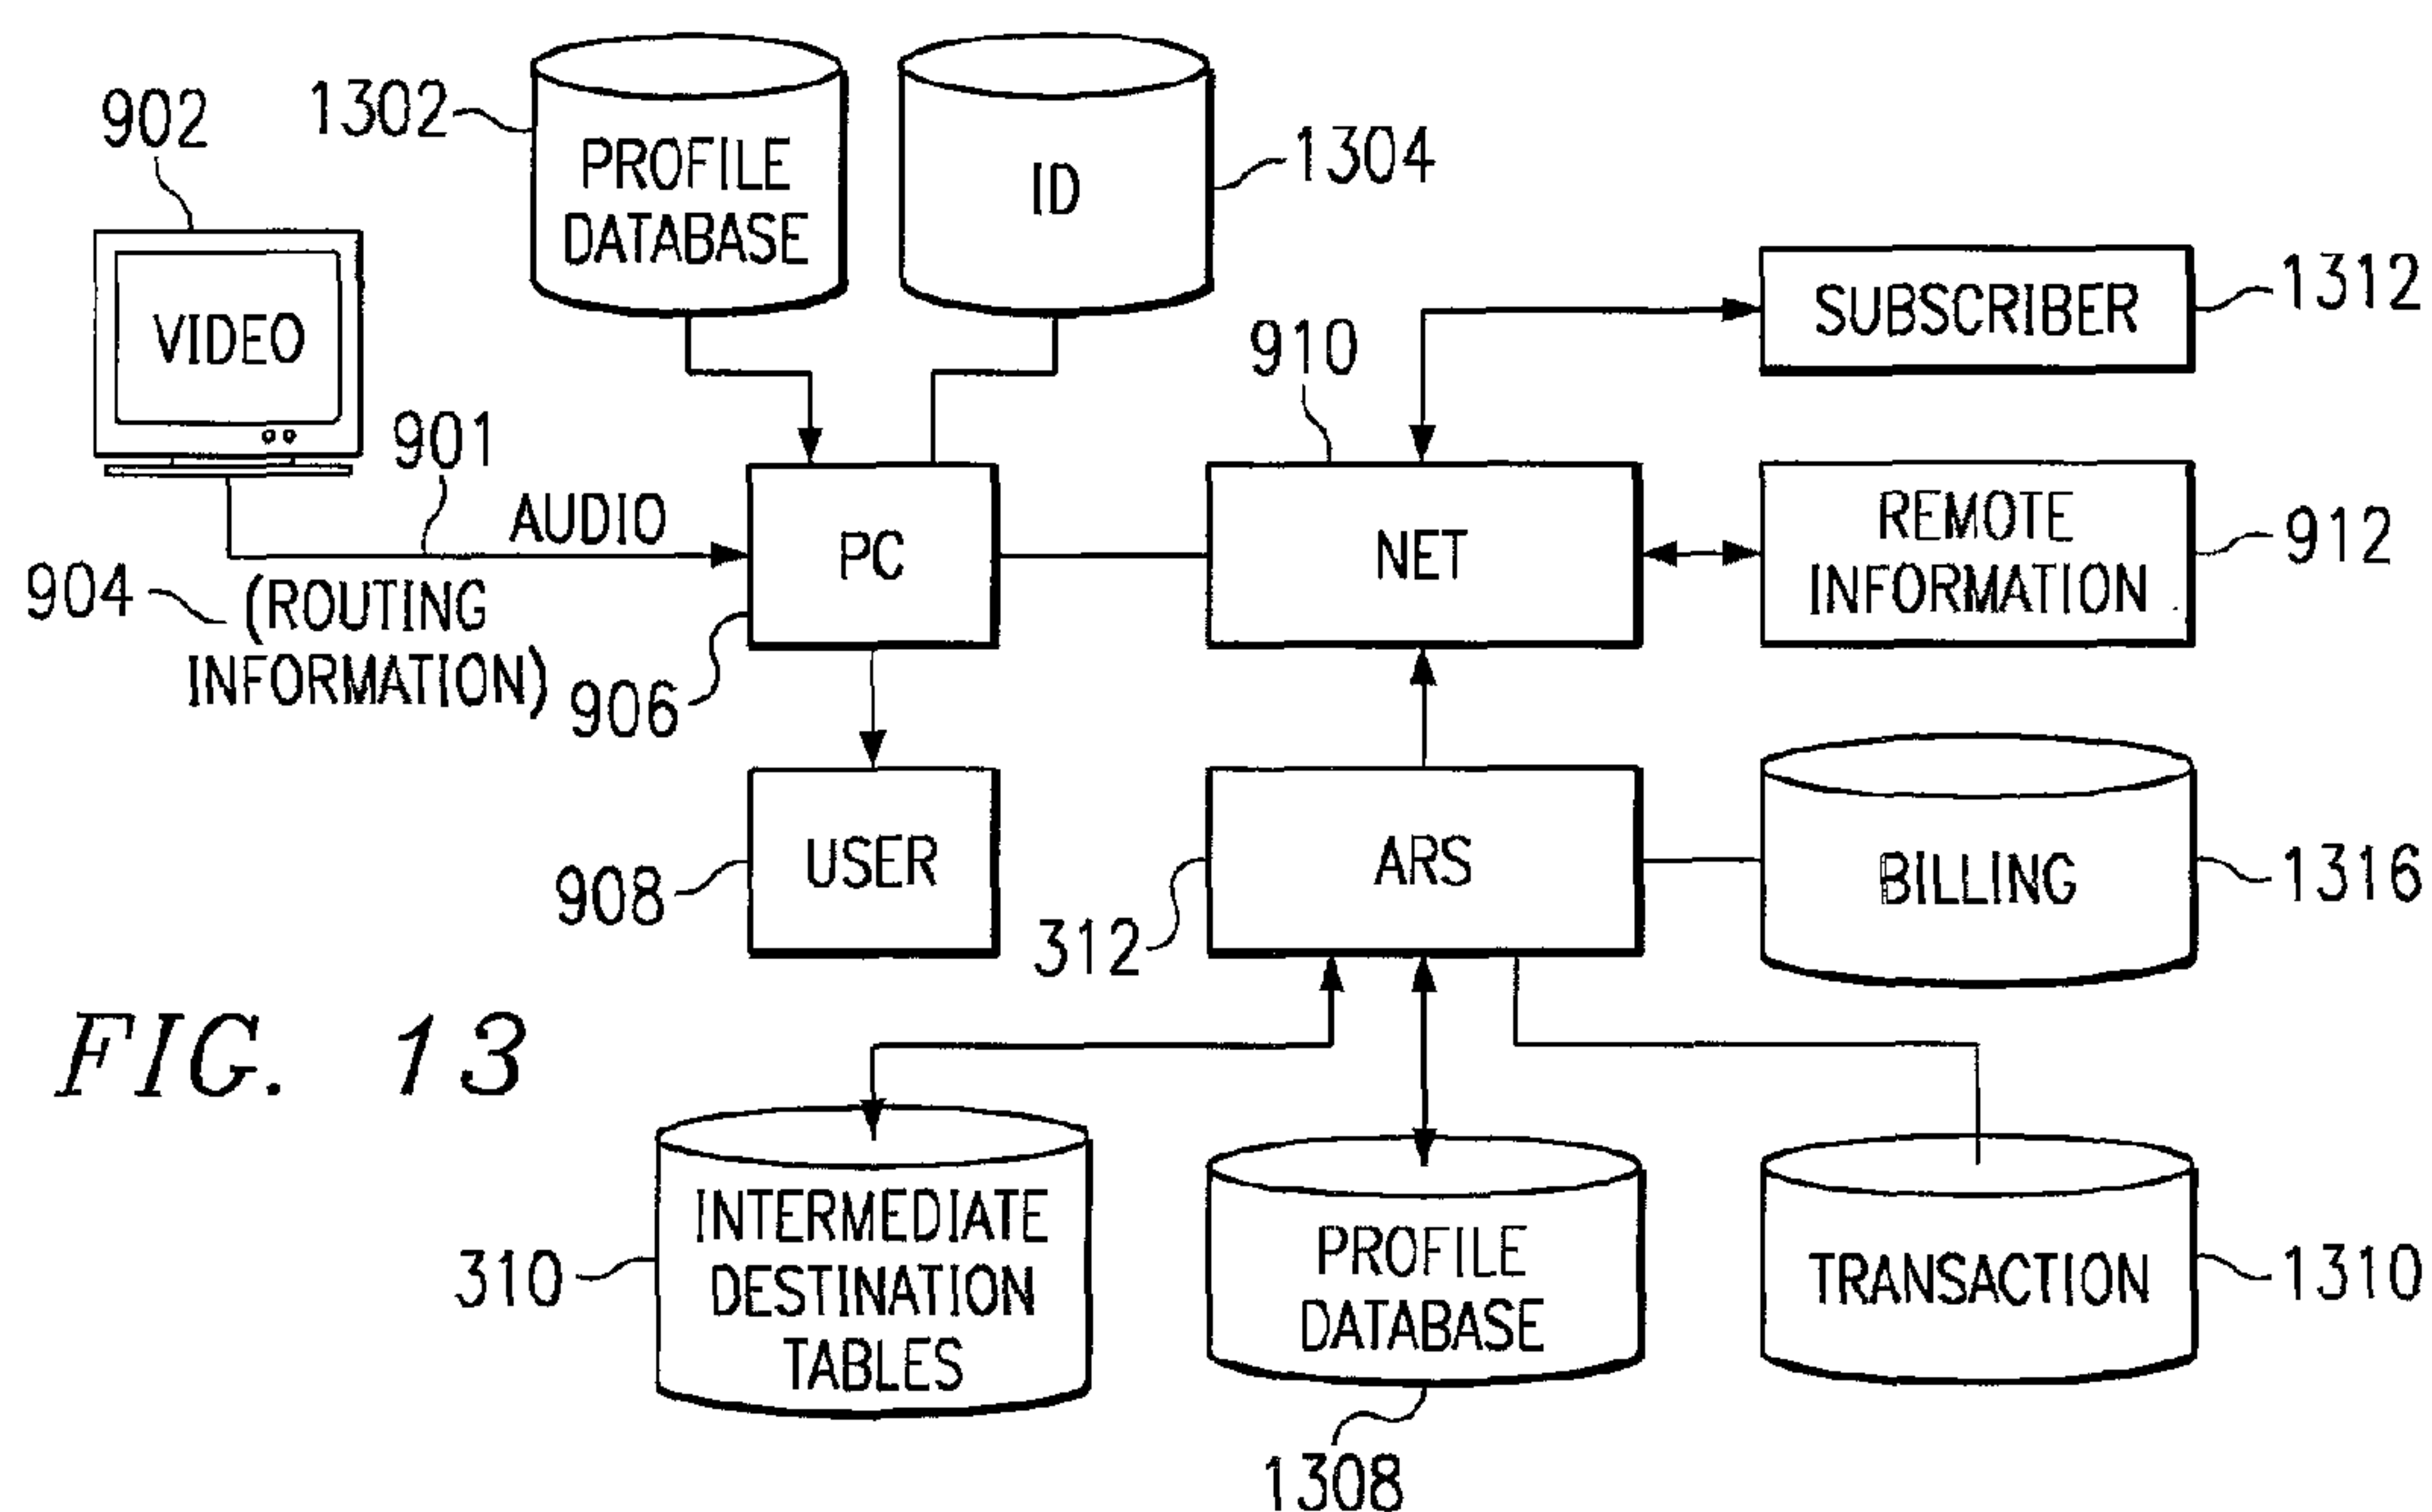 902
1302
PROFILE
DATABASE
ID
1304
VIDEO
901
AUDIO
904
(ROUTING
INFORMATION)
906
PC
910
NET
SUBSCRIBER
1312
REMOTE
INFORMATION
912
USER
908
312
ARS
BILLING
1316
FIG. 13
310
INTERMEDIATE
DESTINATION
TABLES
PROFILE
DATABASE
1308
TRANSACTION
1310